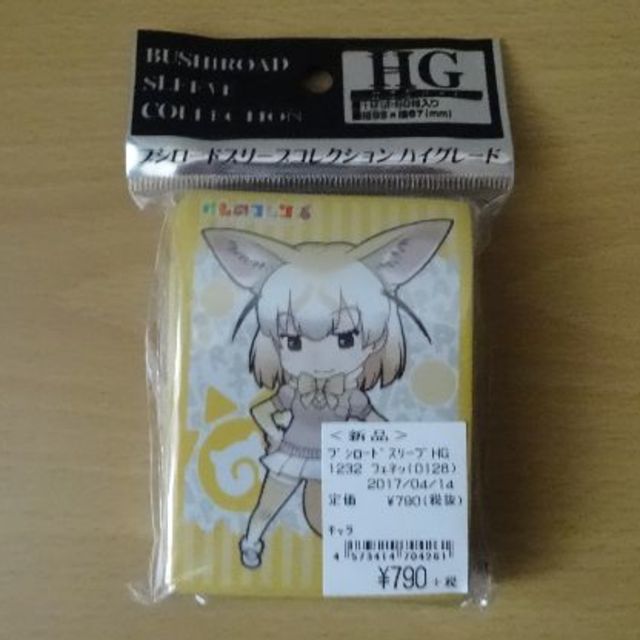 BUSHIROAD
SLEEVE
COLLECTION
HG
ブシロードスリーブコレクション ハイグレード
けものフレンズ
<新品>
ブシロードスリーブHG
1232 フェネッ(D128)
2017/04/14
定価 ¥790(税抜)
キャラ
4 573414 704261
¥790 +税